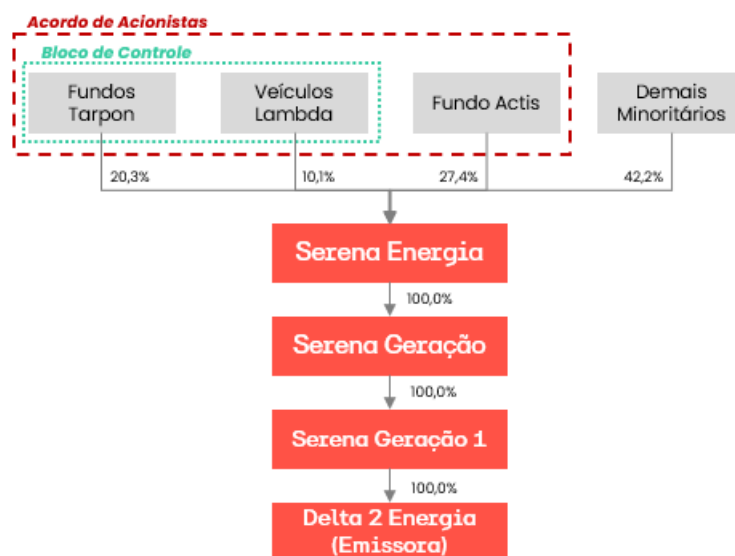 Acordo de Acionistas
Bloco de Controle
Fundos
Tarpon
Veículos
Lambda
Fundo Actis
Demais
Minoritários
20,3%
10,1%
27,4%
42,2%
Serena Energia
100,0%
Serena Geração
100,0%
Serena Geração 1
100,0%
Delta 2 Energia
(Emissora)